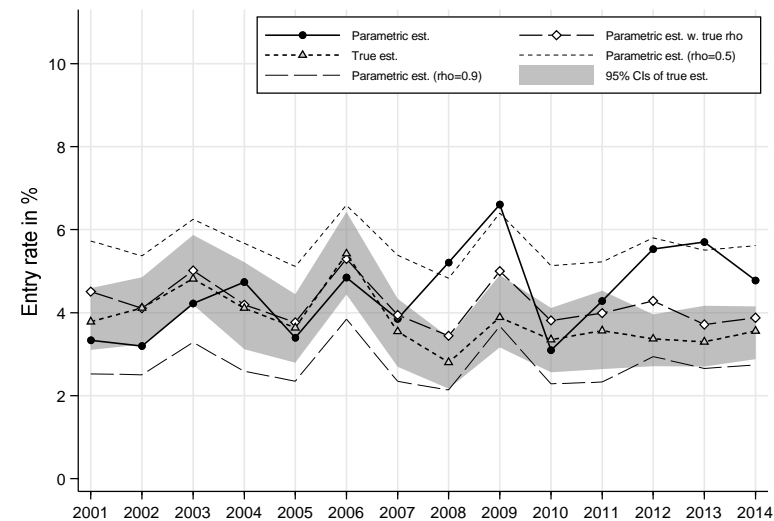 Parametric est.
Parametric est. w. true rho
True est.
Parametric est. (rho=0.5)
Parametric est. (rho=0.9)
95% CIs of true est.
Entry rate in %
10
8
6
4
2
0
2001 2002 2003 2004 2005 2006 2007 2008 2009 2010 2011 2012 2013 2014